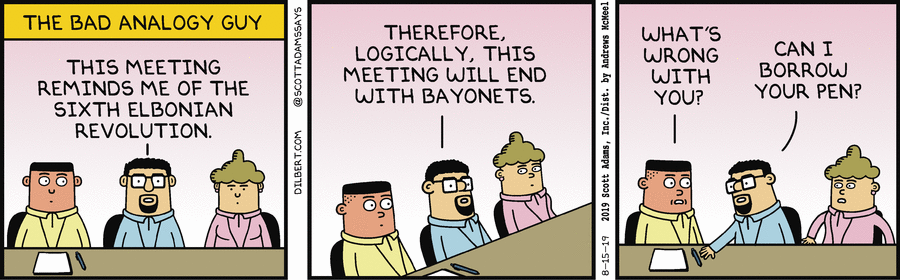 THE BAD ANALOGY GUY
THIS MEETING
REMINDS ME OF THE
SIXTH ELBONIAN
REVOLUTION.
DILBERT.COM @SCOTTADAMSSAYS
THEREFORE,
LOGICALLY, THIS
MEETING WILL END
WITH BAYONETS.
8-15-19 2019 Scott Adams, Inc./Dist. by Andrews McMeel
WHAT'S
WRONG
WITH
YOU?
CAN I
BORROW
YOUR PEN?